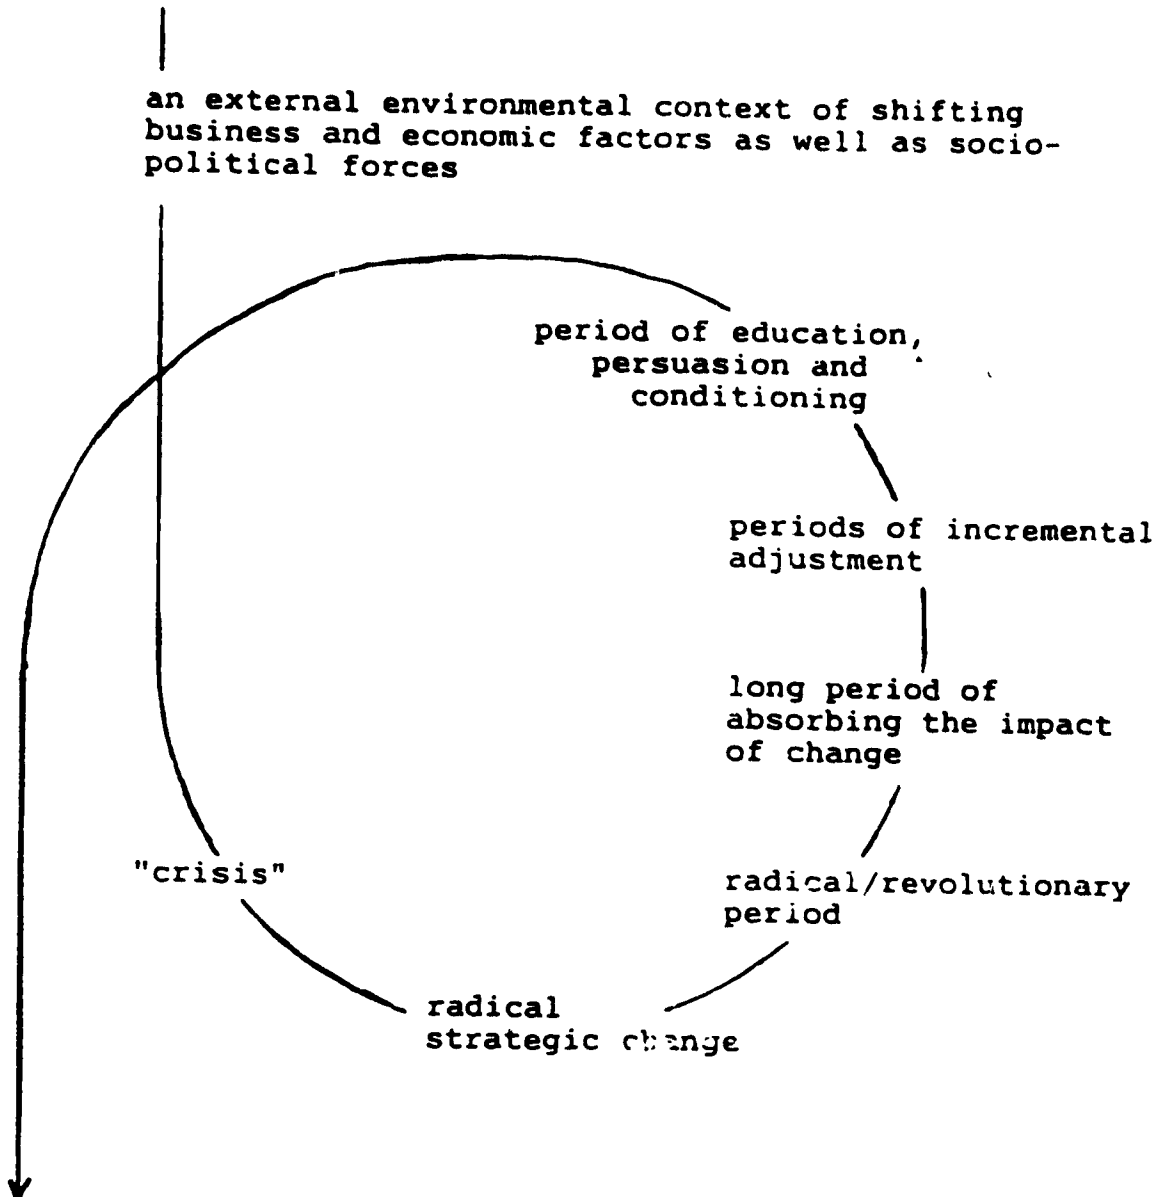 an external environmental context of shifting
business and economic factors as well as socio-
political forces
period of education,
persuasion and
conditioning
periods of incremental
adjustment
long period of
absorbing the impact
of change
radical/revolutionary
period
radical
strategic change
"crisis"